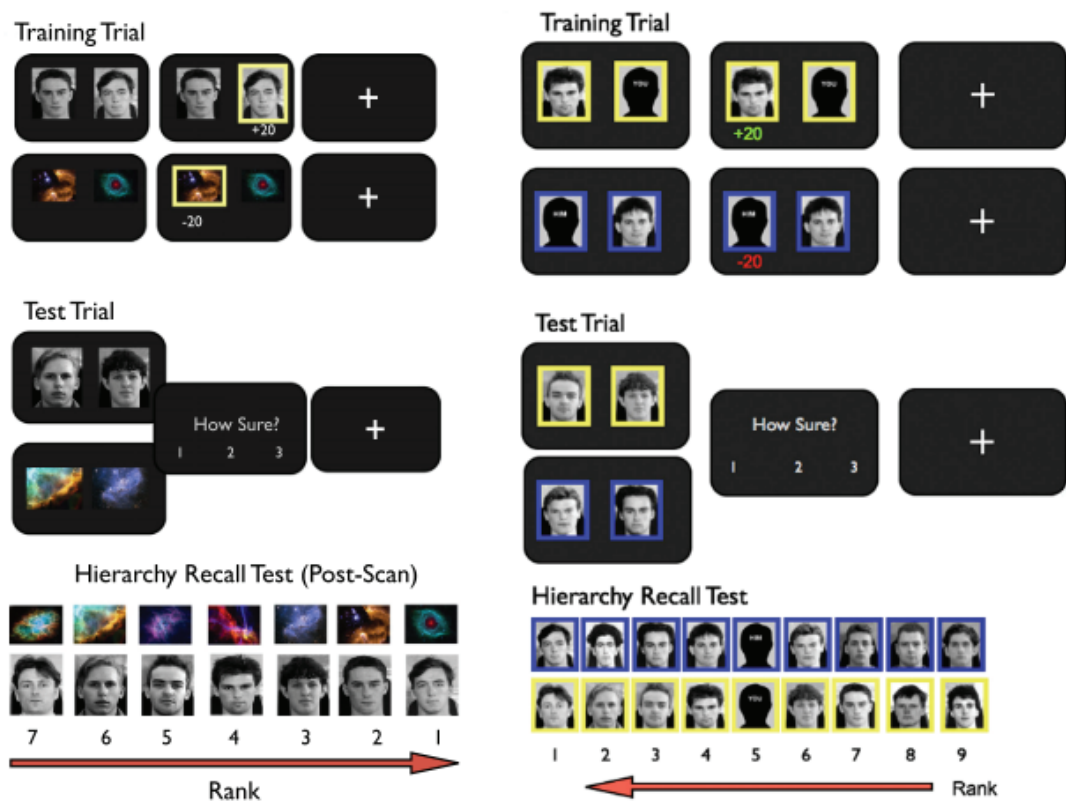 Training Trial
+20
+
-20
+
Test Trial
How Sure?
1 2 3
+
Hierarchy Recall Test (Post-Scan)
7 6 5 4 3 2 1
Rank
Training Trial
YOU YOU
+20
+
HIM HIM
-20
+
Test Trial
How Sure?
1 2 3
+
Hierarchy Recall Test
HIM
YOU
1 2 3 4 5 6 7 8 9
Rank